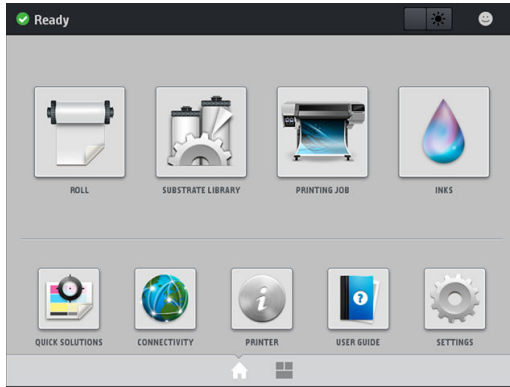 Ready
ROLL
SUBSTRATE LIBRARY
PRINTING JOB
INKS
QUICK SOLUTIONS
CONNECTIVITY
PRINTER
USER GUIDE
SETTINGS